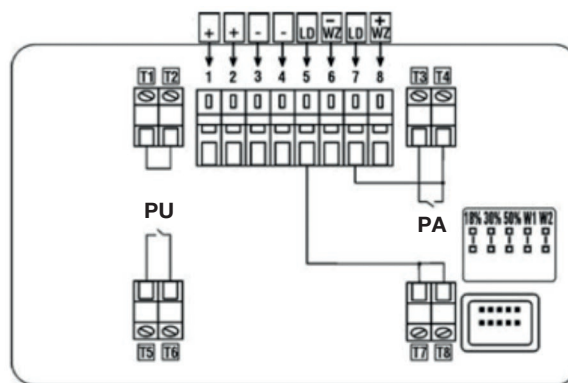 + + - - LD - WZ LD + WZ
1 2 3 4 5 6 7 8
T1 T2 T3 T4
PU PA
10% 30% 50% W1 W2
T5 T6 T7 T8